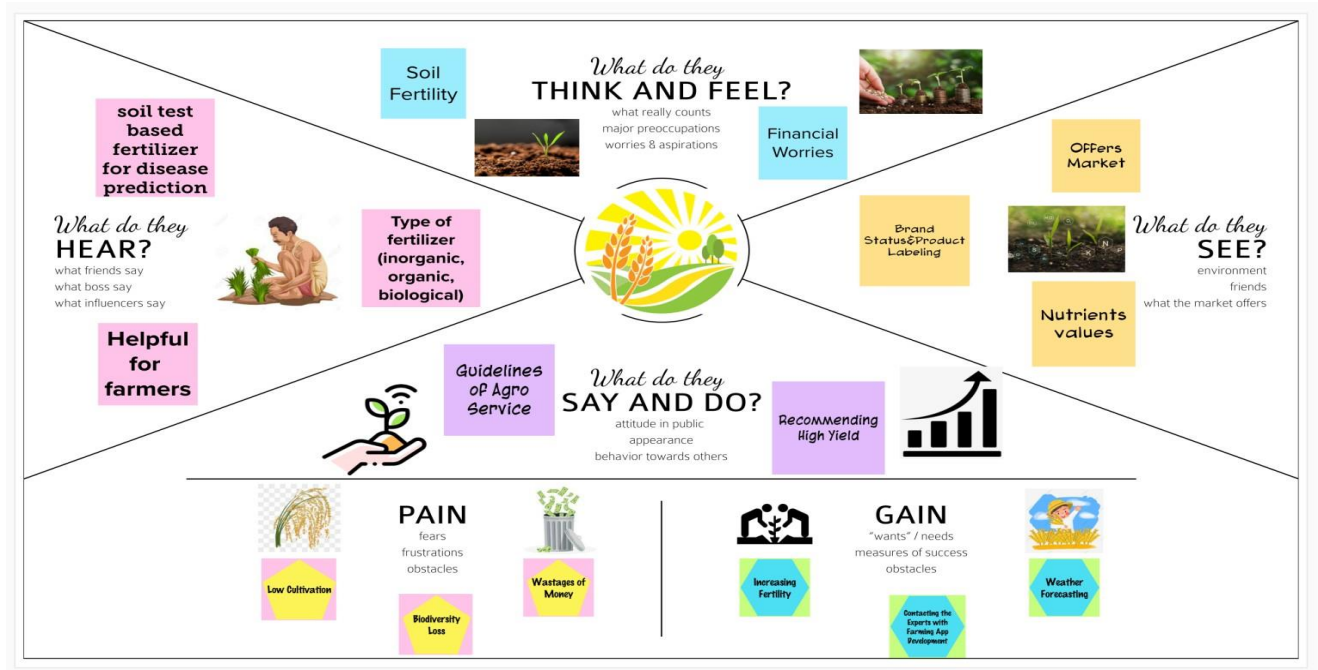 What do they
THINK AND FEEL?
what really counts
major preoccupations
worries & aspirations
Soil
Fertility
Financial
Worries
What do they
HEAR?
what friends say
what boss say
what influencers say
soil test
based
fertilizer
for disease
prediction
Type of
fertilizer
(inorganic,
organic,
biological)
Helpful
for
farmers
What do they
SEE?
environment
friends
what the market offers
Offers
Market
Brand
Status&Product
Labeling
Nutrients
values
What do they
SAY AND DO?
attitude in public
appearance
behavior towards others
Guidelines
of Agro
Service
Recommending
High Yield
PAIN
fears
frustrations
obstacles
Low Cultivation
Biodiversity
Loss
Wastages of
Money
GAIN
"wants" / needs
measures of success
obstacles
Increasing
Fertility
Contacting the
Experts with
Farming App
Development
Weather
Forecasting